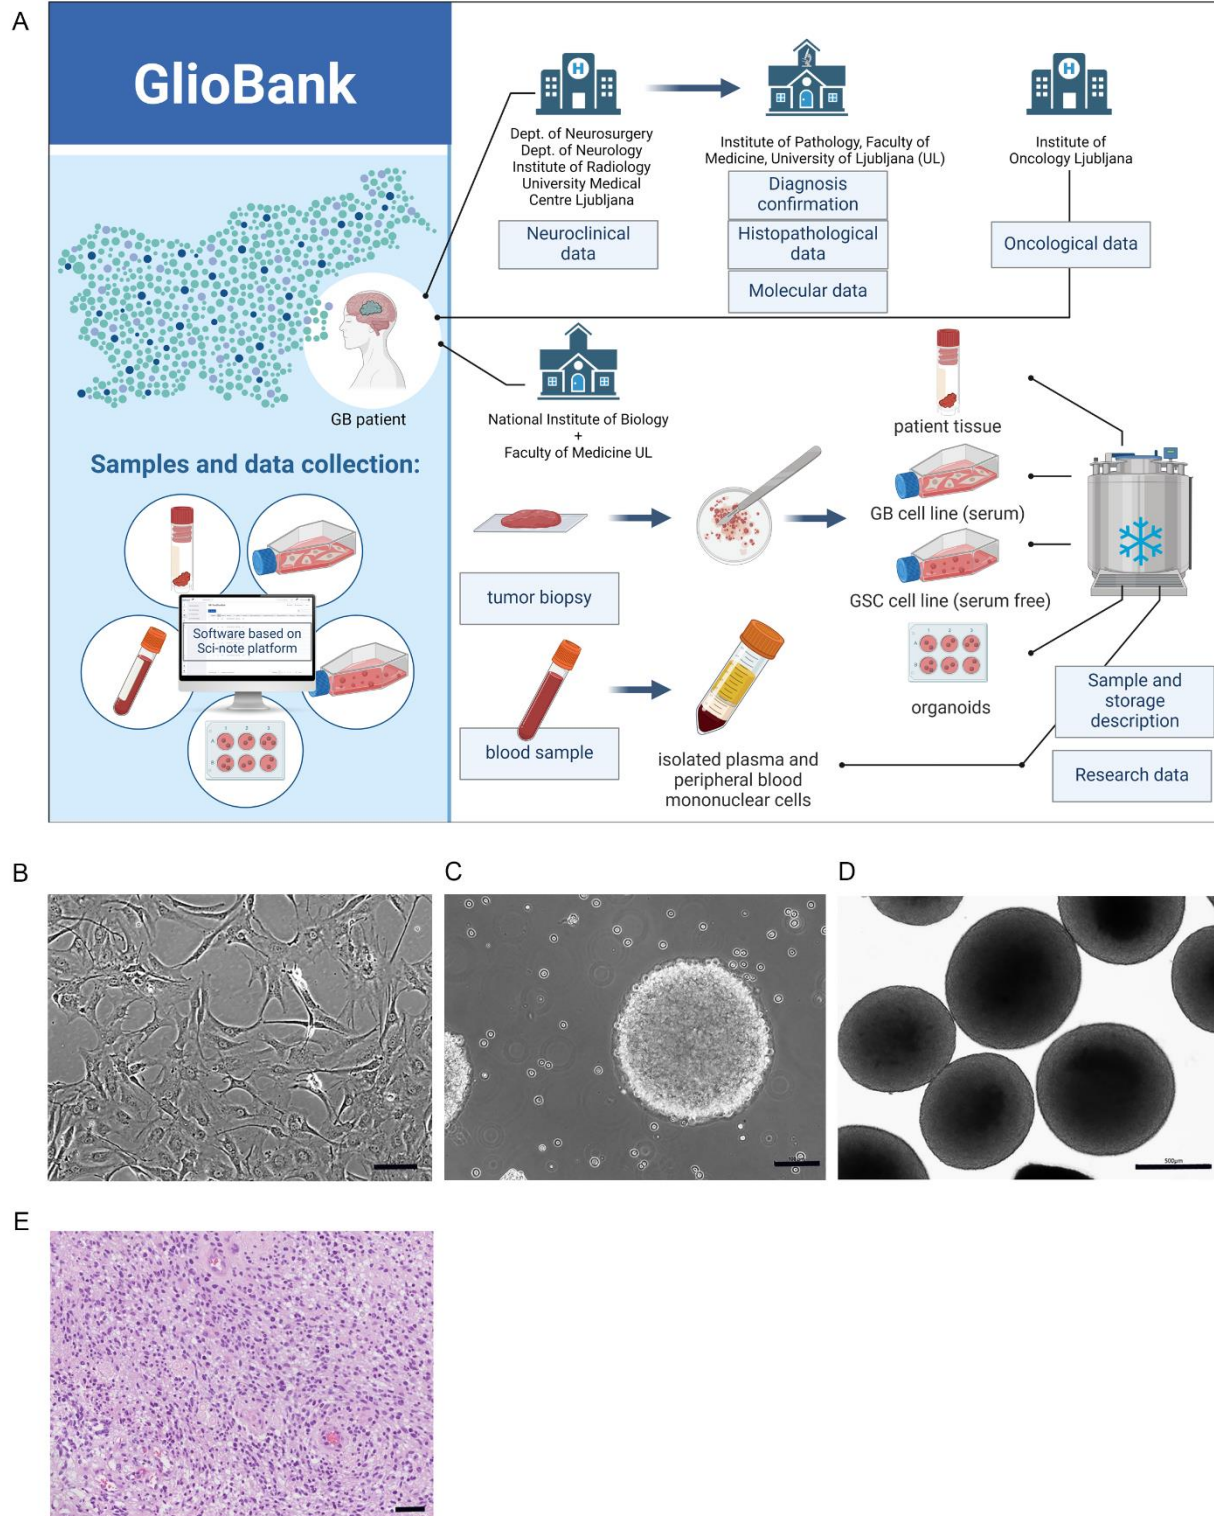 A
GlioBank
Dept. of Neurosurgery
Dept. of Neurology
Institute of Radiology
University Medical
Centre Ljubljana
Neuroclinical
data
Institute of Pathology, Faculty of
Medicine, University of Ljubljana (UL)
Diagnosis
confirmation
Histopathological
data
Molecular data
Institute of
Oncology Ljubljana
Oncological data
GB patient
National Institute of Biology
+
Faculty of Medicine UL
patient tissue
GB cell line (serum)
GSC cell line (serum free)
organoids
tumor biopsy
blood sample
isolated plasma and
peripheral blood
mononuclear cells
Sample and
storage
description
Research data
Samples and data collection:
Software based on
Sci-note platform
B
C
D
500µm
E